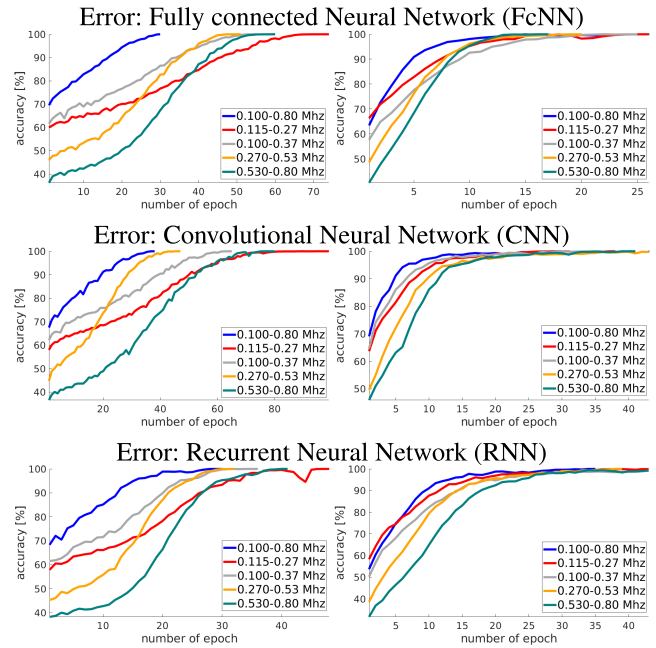 Error: Fully connected Neural Network (FcNN)
100
90
80
70
60
50
40
accuracy [%]
0.100-0.80 Mhz
0.115-0.27 Mhz
0.100-0.37 Mhz
0.270-0.53 Mhz
0.530-0.80 Mhz
10 20 30 40 50 60 70
number of epoch
100
90
80
70
60
50
accuracy [%]
0.100-0.80 Mhz
0.115-0.27 Mhz
0.100-0.37 Mhz
0.270-0.53 Mhz
0.530-0.80 Mhz
5 10 15 20 25
number of epoch
Error: Convolutional Neural Network (CNN)
100
90
80
70
60
50
40
accuracy [%]
0.100-0.80 Mhz
0.115-0.27 Mhz
0.100-0.37 Mhz
0.270-0.53 Mhz
0.530-0.80 Mhz
20 40 60 80
number of epoch
100
90
80
70
60
50
accuracy [%]
0.100-0.80 Mhz
0.115-0.27 Mhz
0.100-0.37 Mhz
0.270-0.53 Mhz
0.530-0.80 Mhz
5 10 15 20 25 30 35 40
number of epoch
Error: Recurrent Neural Network (RNN)
100
90
80
70
60
50
40
accuracy [%]
0.100-0.80 Mhz
0.115-0.27 Mhz
0.100-0.37 Mhz
0.270-0.53 Mhz
0.530-0.80 Mhz
10 20 30 40
number of epoch
100
90
80
70
60
50
40
accuracy [%]
0.100-0.80 Mhz
0.115-0.27 Mhz
0.100-0.37 Mhz
0.270-0.53 Mhz
0.530-0.80 Mhz
5 10 15 20 25 30 35 40
number of epoch